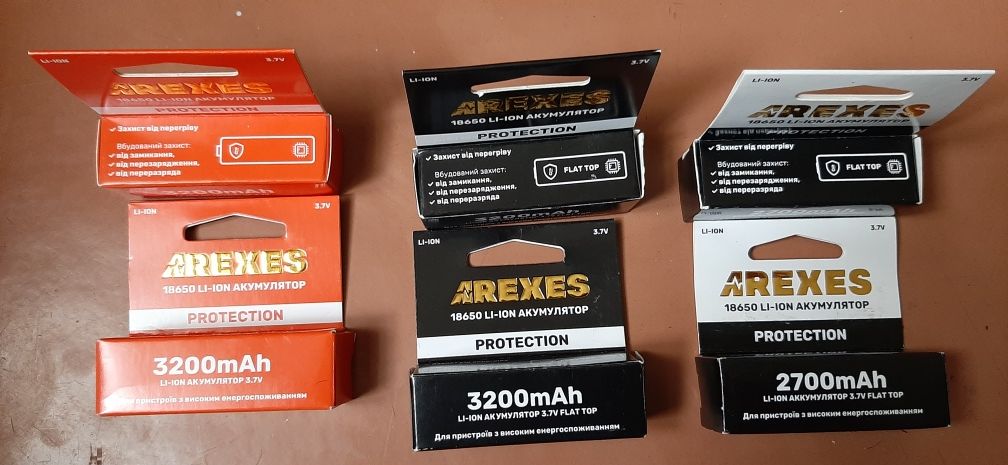 LI-ION 3.7V
AREXES
18650 LI-ION АКУМУЛЯТОР
PROTECTION
✓ Захист від перегріву
Вбудований захист:
✓ від замикання,
✓ від перезарядження,
✓ від переразряда
3200mAh
LI-ION 3.7V
AREXES
18650 LI-ION АКУМУЛЯТОР
PROTECTION
3200mAh
LI-ION АКУМУЛЯТОР 3.7V
Для пристроїв з високим енергоспоживанням
LI-ION 3.7V
AREXES
18650 LI-ION АКУМУЛЯТОР
PROTECTION
✓ Захист від перегріву
Вбудований захист:
✓ від замикання,
✓ від перезарядження,
✓ від переразряда
FLAT TOP
3200mAh
LI-ION 3.7V
AREXES
18650 LI-ION АКУМУЛЯТОР
PROTECTION
3200mAh
LI-ION АКУМУЛЯТОР 3.7V FLAT TOP
Для пристроїв з високим енергоспоживанням
LI-ION 3.7V
AREXES
18650 LI-ION АКУМУЛЯТОР
PROTECTION
✓ Захист від перегріву
Вбудований захист:
✓ від замикання,
✓ від перезарядження,
✓ від переразряда
FLAT TOP
LI-ION 3.7V
AREXES
18650 LI-ION АКУМУЛЯТОР
PROTECTION
2700mAh
LI-ION АКУМУЛЯТОР 3.7V FLAT TOP
Для пристроїв з високим енергоспоживанням